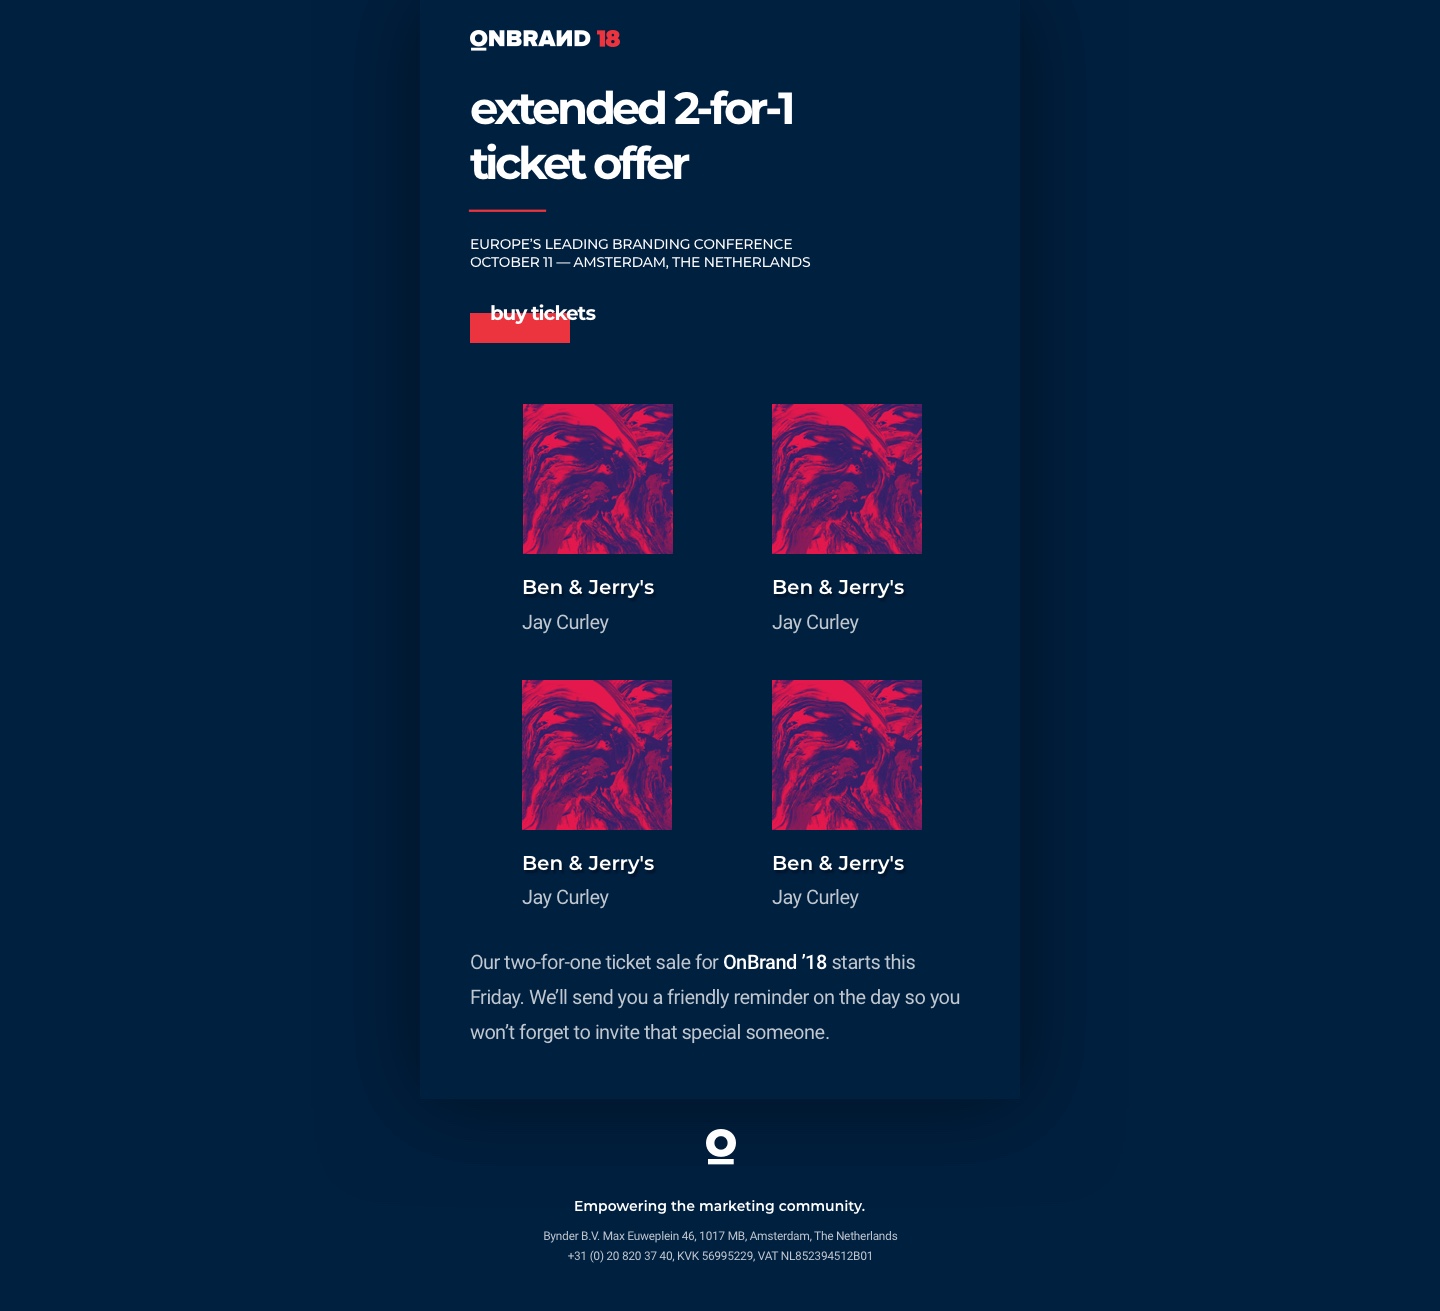 ONBRAND 18
extended 2-for-1
ticket offer
EUROPE’S LEADING BRANDING CONFERENCE
OCTOBER 11 — AMSTERDAM, THE NETHERLANDS
buy tickets
Ben & Jerry's
Jay Curley
Ben & Jerry's
Jay Curley
Ben & Jerry's
Jay Curley
Ben & Jerry's
Jay Curley
Our two-for-one ticket sale for OnBrand ’18 starts this
Friday. We’ll send you a friendly reminder on the day so you
won’t forget to invite that special someone.
O
Empowering the marketing community.
Bynder B.V. Max Euweplein 46, 1017 MB, Amsterdam, The Netherlands
+31 (0) 20 820 37 40, KVK 56995229, VAT NL852394512B01